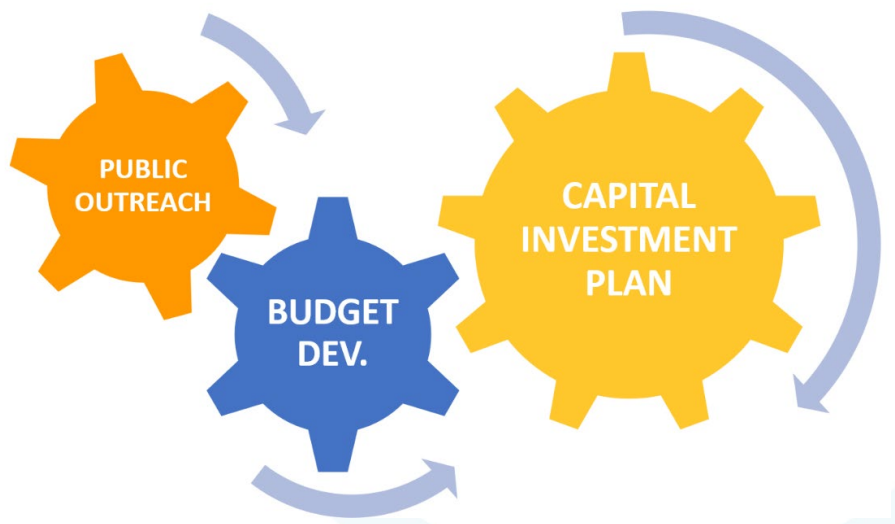 PUBLIC
OUTREACH
BUDGET
DEV.
CAPITAL
INVESTMENT
PLAN